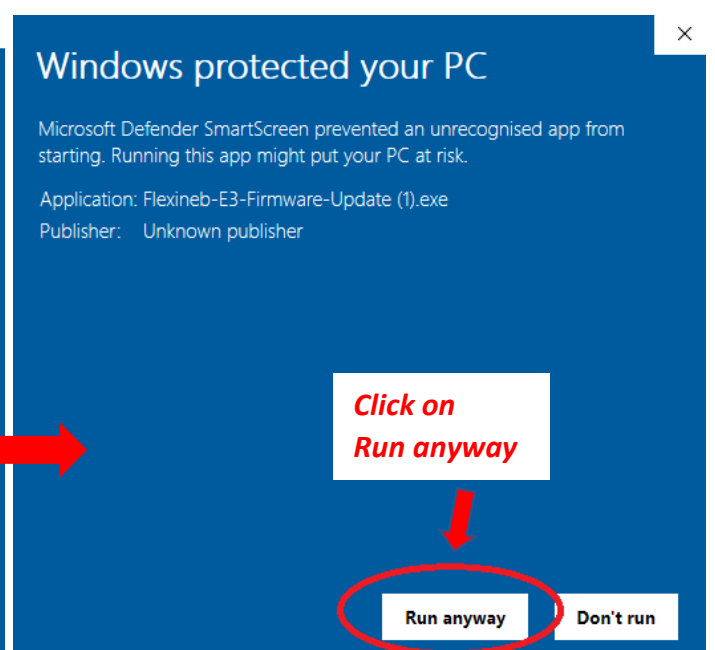 Windows protected your PC
Microsoft Defender SmartScreen prevented an unrecognised app from
starting. Running this app might put your PC at risk.
Application: Flexineb-E3-Firmware-Update (1).exe
Publisher: Unknown publisher
Click on
Run anyway
Run anyway
Don't run